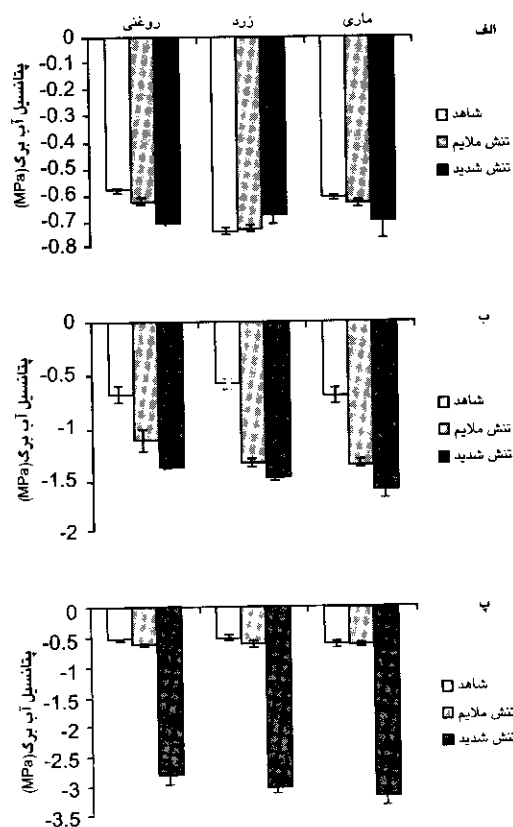 روغنی زرد ماری
الف
0
-0.1
-0.2
-0.3
-0.4
-0.5
-0.6
-0.7
-0.8
پتانسیل آب برگ(MPa)
شاهد
تنش ملایم
تنش شدید
ب
0
-0.5
-1
-1.5
-2
پتانسیل آب برگ(MPa)
شاهد
تنش ملایم
تنش شدید
پ
0
-0.5
-1
-1.5
-2
-2.5
-3
-3.5
پتانسیل آب برگ(MPa)
شاهد
تنش ملایم
تنش شدید